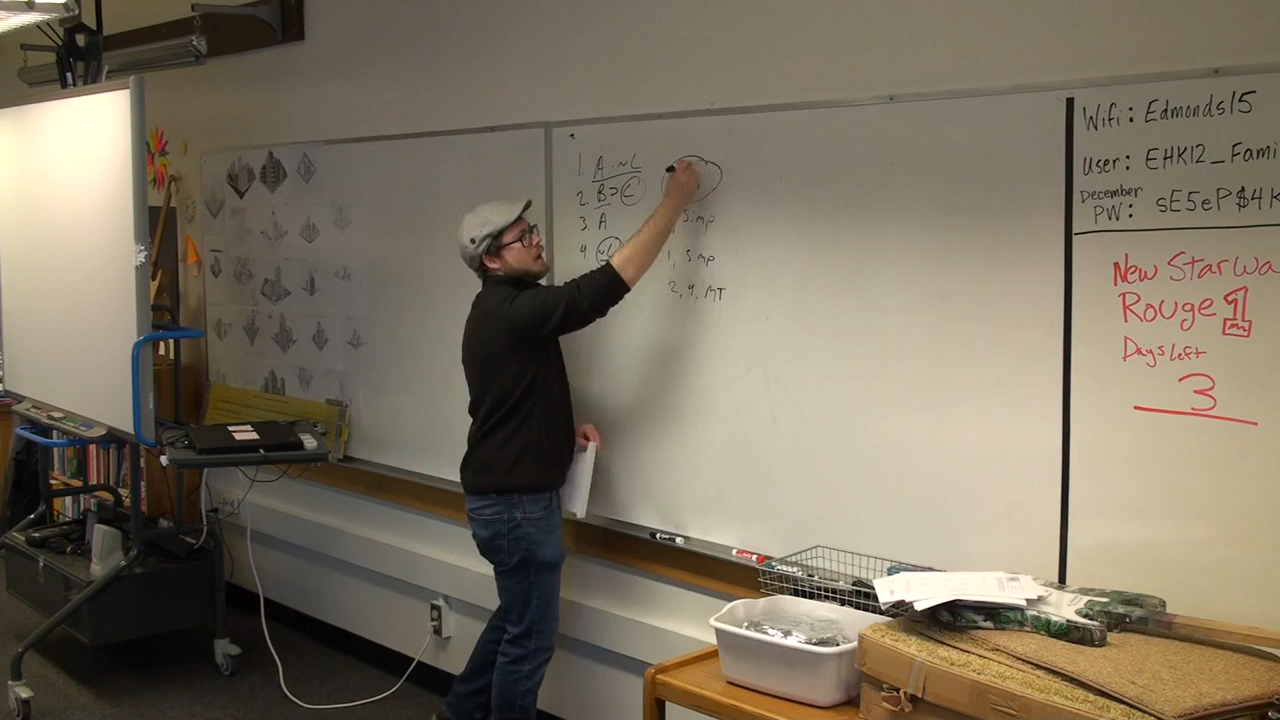 1. A · ~L
2. B ⊃ L
3. A
4. ~L
simp
1, simp
2, 4, MT
Wifi: Edmonds15
User: EHK12_Fami
December
PW: sE5eP$4K
New Star Wa
Rouge 1
Days Left
3